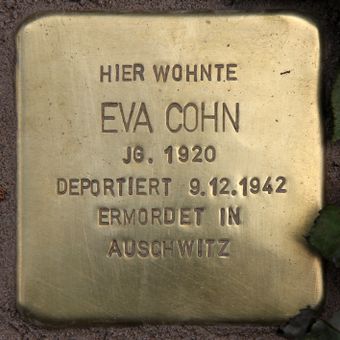 HIER WOHNTE
EVA COHN
JG. 1920
DEPORTIERT 9.12.1942
ERMORDET IN
AUSCHWITZ